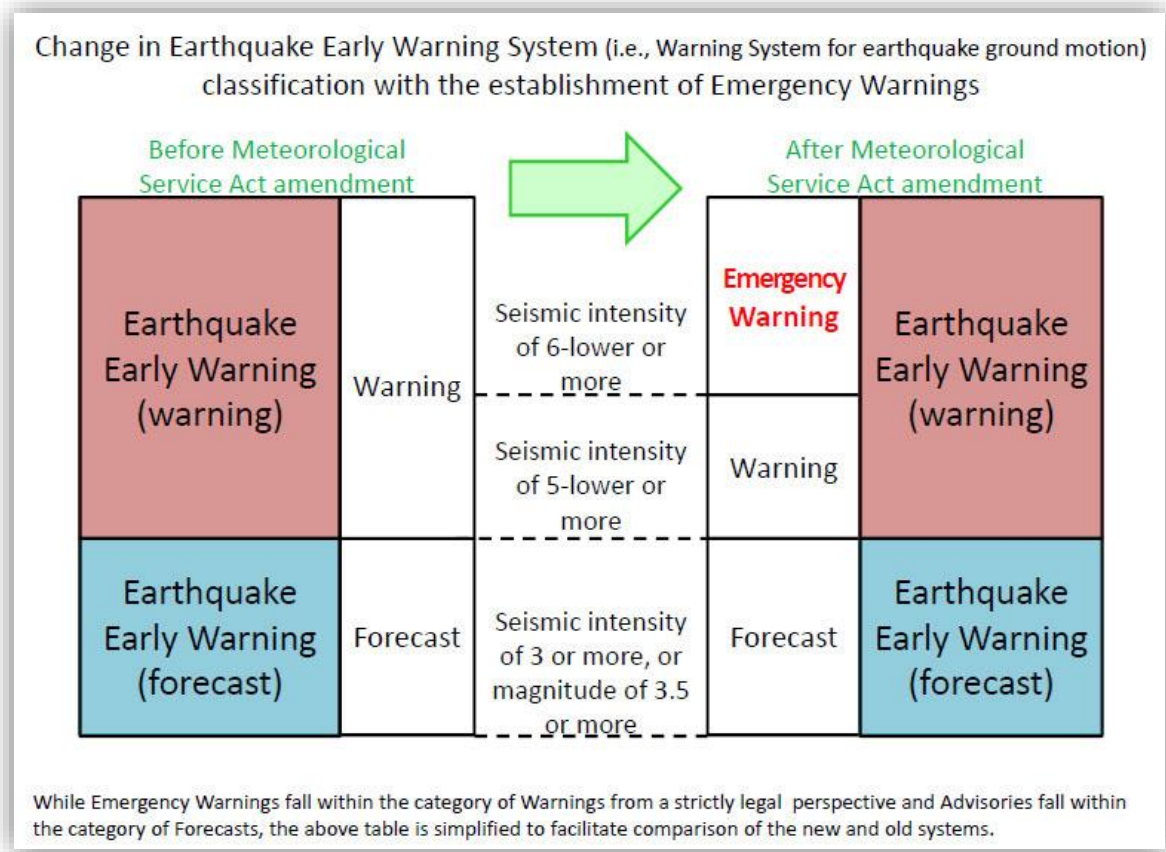 Change in Earthquake Early Warning System (i.e., Warning System for earthquake ground motion)
classification with the establishment of Emergency Warnings
Before Meteorological
Service Act amendment
After Meteorological
Service Act amendment
Earthquake
Early Warning
(warning)
Warning
Seismic intensity
of 6-lower or
more
Emergency
Warning
Earthquake
Early Warning
(warning)
Seismic intensity
of 5-lower or
more
Warning
Earthquake
Early Warning
(forecast)
Forecast
Seismic intensity
of 3 or more, or
magnitude of 3.5
or more
Forecast
Earthquake
Early Warning
(forecast)
While Emergency Warnings fall within the category of Warnings from a strictly legal perspective and Advisories fall within
the category of Forecasts, the above table is simplified to facilitate comparison of the new and old systems.